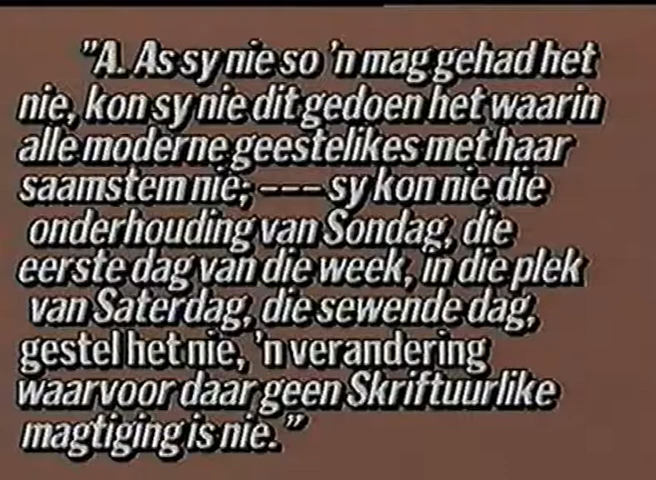 "A. As sy nie so 'n mag gehad het
nie, kon sy nie dit gedoen het waarin
alle moderne geestelikes met haar
saamstem nie; --- sy kon nie die
onderhouding van Sondag, die
eerste dag van die week, in die plek
van Saterdag, die sewende dag,
gestel het nie, 'n verandering
waarvoor daar geen Skriftuurlike
magtiging is nie."